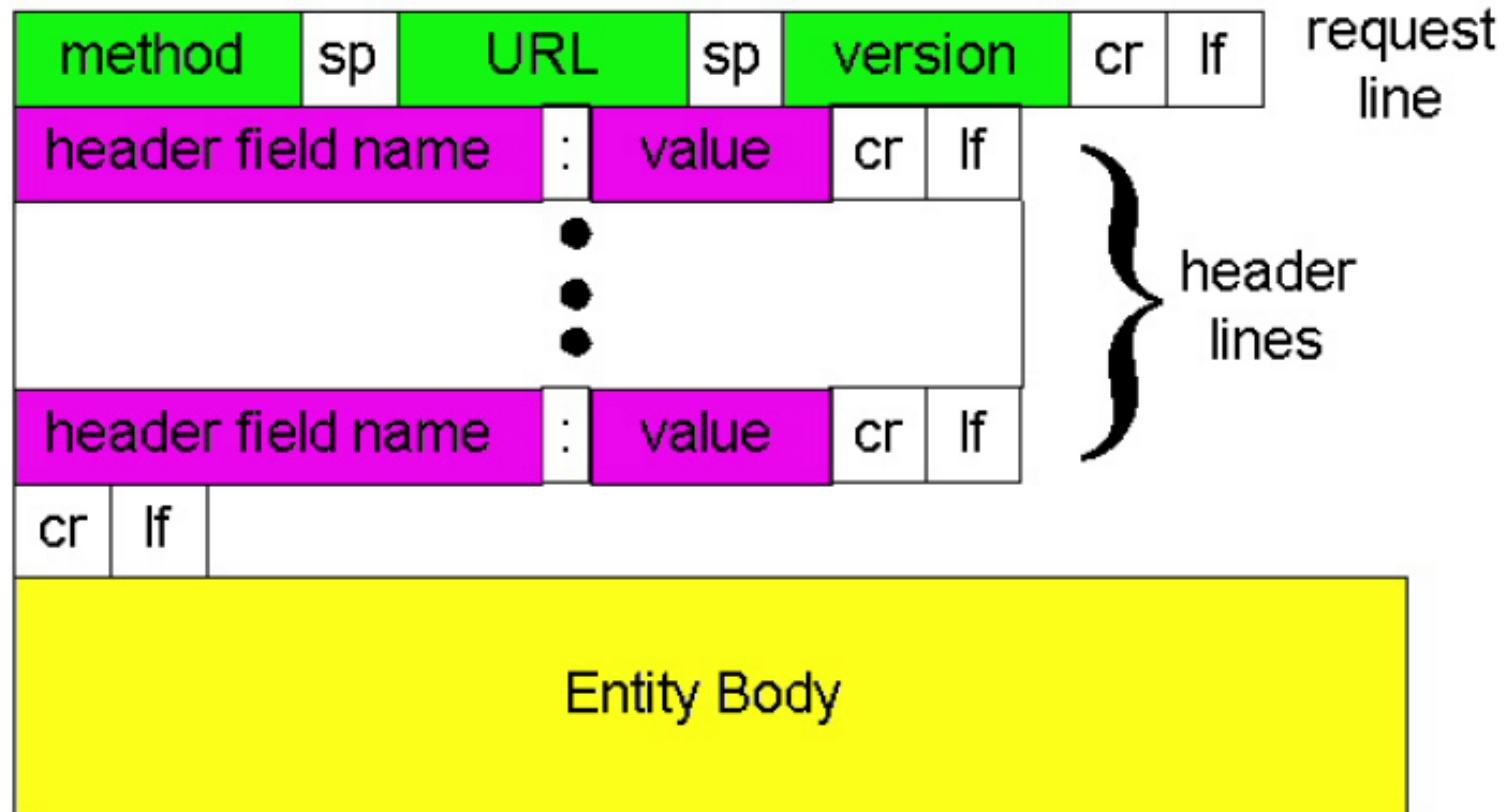 method sp URL sp version cr lf request line
header field name : value cr lf
header lines
header field name : value cr lf
cr lf
Entity Body